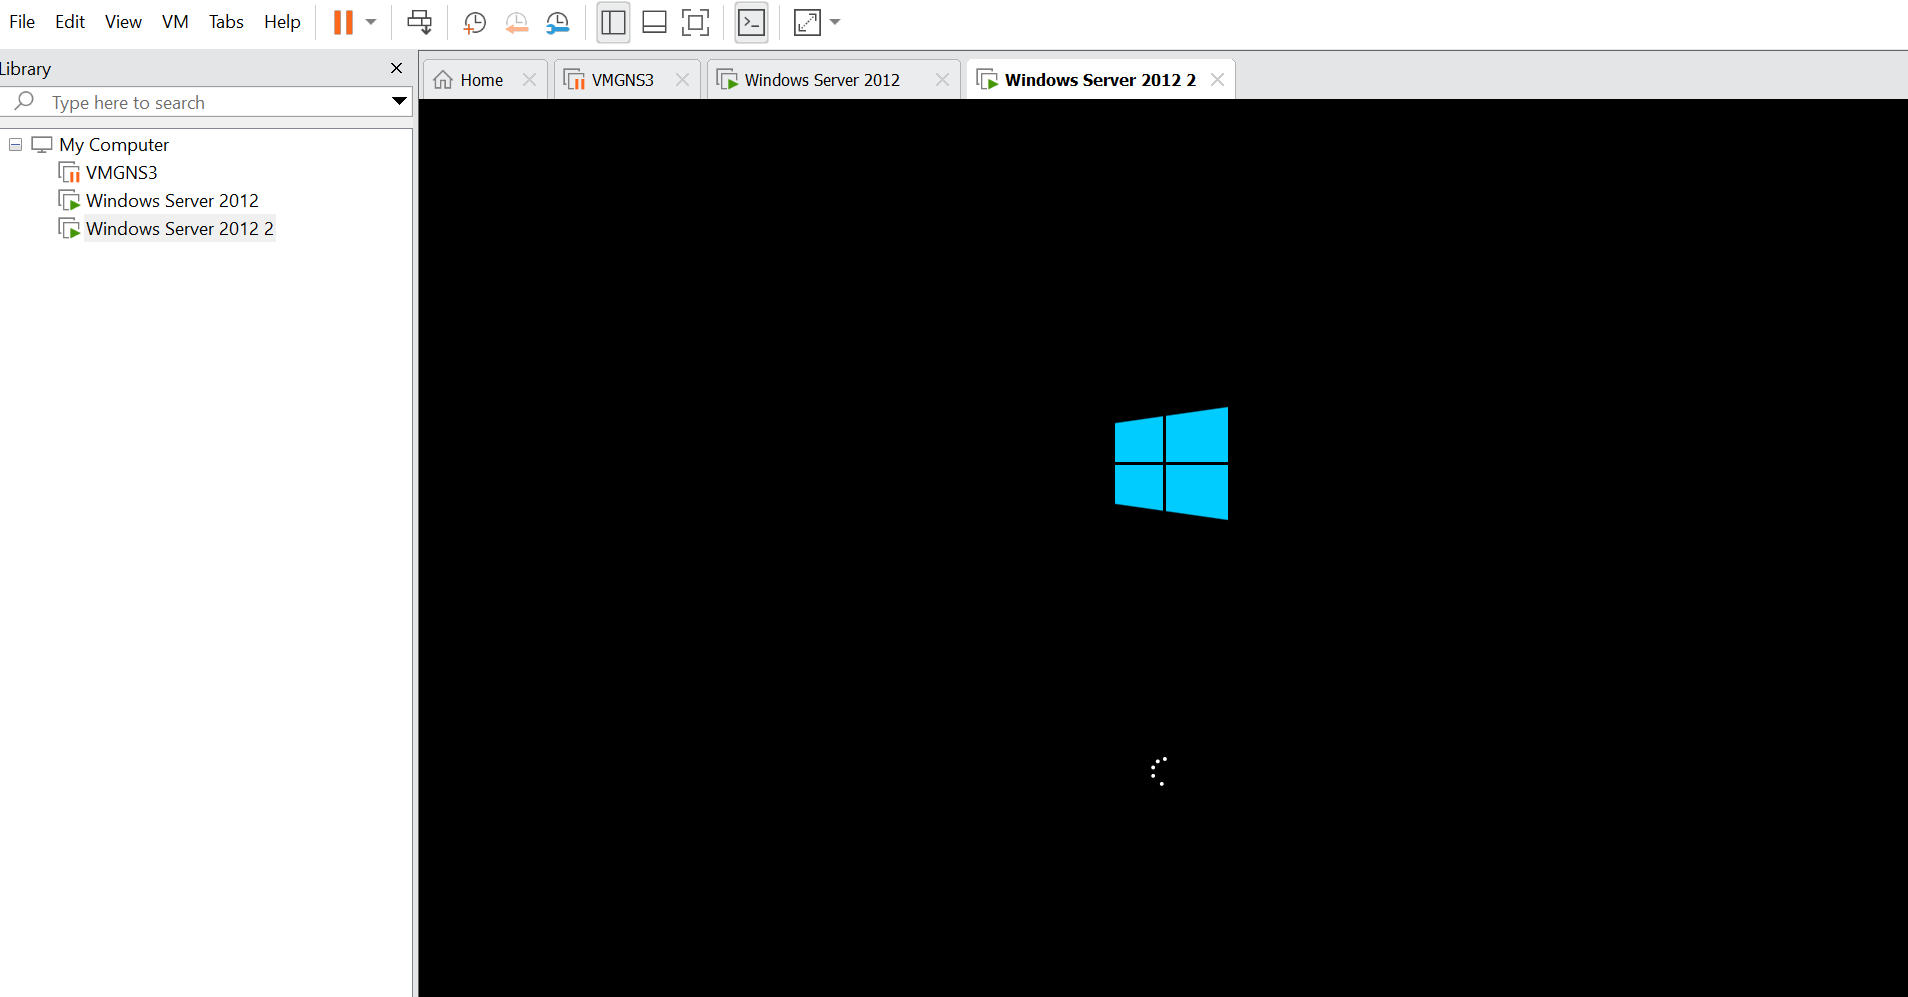 File Edit View VM Tabs Help
Library
Type here to search
My Computer
VMGNS3
Windows Server 2012
Windows Server 2012 2
Home VMGNS3 Windows Server 2012 Windows Server 2012 2